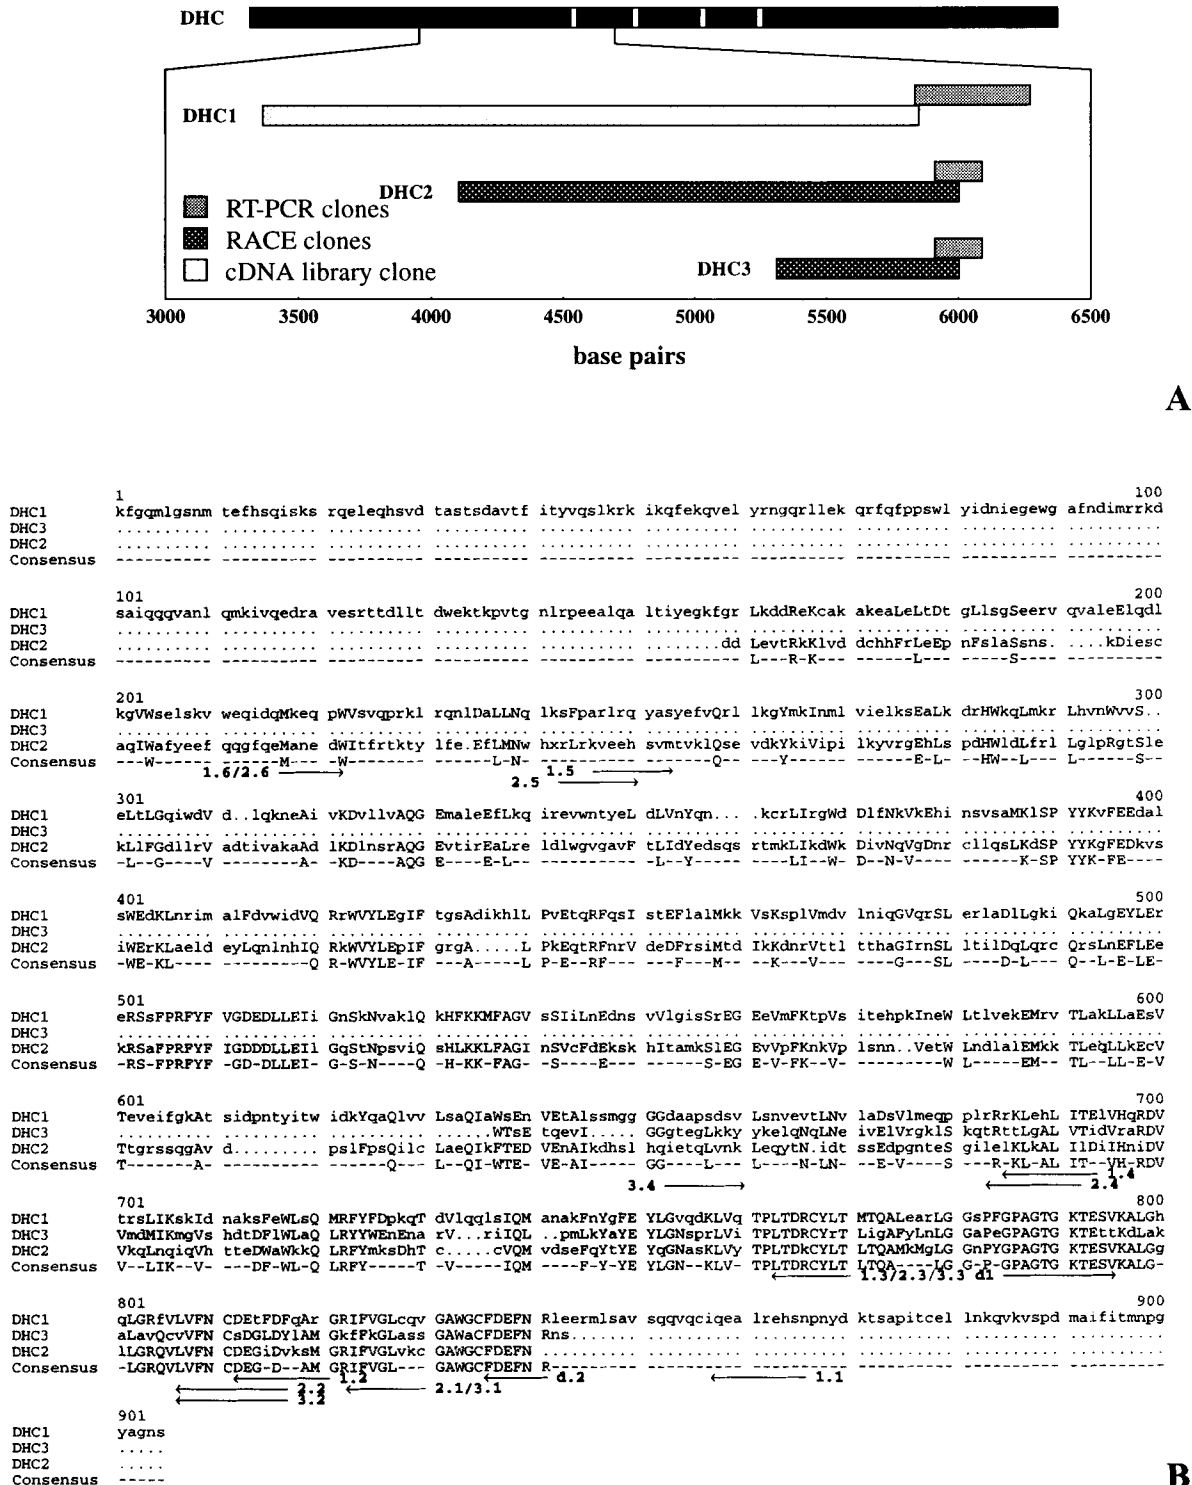 DHC
DHC1
DHC2
RT-PCR clones
RACE clones
DHC3
cDNA library clone
3000 3500 4000 4500 5000 5500 6000 6500
base pairs
A
1 100
DHC1 kfgqmlgsnm tefhsqisks rqeleqhsvd tastsdavtf ityvqslkrk ikqfekqvel yrngqrllek qrfqfppswl yidniegewg afndimrrkd
DHC3 .......... .......... .......... .......... .......... .......... .......... .......... .......... ..........
DHC2 .......... .......... .......... .......... .......... .......... .......... .......... .......... ..........
Consensus ---------- ---------- ---------- ---------- ---------- ---------- ---------- ---------- ---------- ----------
101 200
DHC1 saiqqqvanl qmkivqedra vesrttdllt dwektkpvtg nlrpeealqa ltiyegkfgr LkddReKcak akeaLeLtDt gLlsgSeerv qvaleElqdl
DHC3 .......... .......... .......... .......... .......... .......... .......... .......... .......... ..........
DHC2 .......... .......... .......... .......... .......... ........dd LevtRkKlvd dchhFrLeEp nFslaSsns. ....kDiesc
Consensus ---------- ---------- ---------- ---------- ---------- ---------- L---R-K--- -----L---- -----S---- ----------
201 300
DHC1 kgVWselskv weqidqMkeq pWVsvqprkl rqnlDaLLNq lksFparlrq yasyefvQrl lkgYmkInml vielksEaLk drHWkqLmkr LhvnWvvS..
DHC3 .......... .......... .......... .......... .......... .......... .......... .......... .......... ..........
DHC2 aqIWafyeef qqgfqeMane dWItfrtkty lfe.EfLMNw hxrLrkveeh svmtvklQse vdkYkiVipi lkyvrgEhLs pdHWldLfrl LglpRgtSle
Consensus ---W------ ------M--- -W-------- ------L-N- ---------- -------Q-- ---Y------ ------E-L- --HW--L--- L------S--
1.6/2.6 1.5
2.5
301 400
DHC1 eLtLGqiwdV d..lqkneAi vKDvllvAQG EmaleEfLkq irevwntyeL dLVnYqn... .kcrLIrgWd DlfNkVkEhi nsvsaMKlSP YYKvFEEdal
DHC3 .......... .......... .......... .......... .......... .......... .......... .......... .......... ..........
DHC2 kLlFGdllrV adtivakaAd lKDlnsrAQG EvtirEaLre ldlwgvgavF tLIdYedsqs rtmkLIkdWk DivNqVgDnr cllqsLKdSP YYKgFEDkvs
Consensus -L--G----V --------A- -KD----AQG E----E-L-- ---------- -L--Y----- ----LI--W- D--N-V---- ------K-SP YYK-FE----
401 500
DHC1 sWEdKLnrim alFdvwidVQ RrWVYLEgIF tgsAdikhlL PvEtqRFqsI stEFlalMkk VsKsplVmdv lniqGVqrSL erlaDlLgki QkaLgEYLEr
DHC3 .......... .......... .......... .......... .......... .......... .......... .......... .......... ..........
DHC2 iWErKLaeld eyLqnlnhIQ RkWVYLEpIF grgA.....L PkEqtRFnrV deDFrsiMtd IkKdnrVttl tthaGIrnSL ltilDqLqrc QrsLnEFLEe
Consensus -WE-KL---- ---------Q R-WVYLE-IF ---A-----L P-E--RF--- ---F---M-- --K---V--- ----G---SL ----D-L--- Q--L-E-LE-
501 600
DHC1 eRSsFPRFYF VGDEDLLEIi GnSkNvaklQ kHFKKMFAGV sSIiLnEdns vVlgisSrEG EeVmFKtpVs itehpkIneW LtlvekEMrv TLakLLaEsV
DHC3 .......... .......... .......... .......... .......... .......... .......... .......... .......... ..........
DHC2 kRSaFPRFYF IGDDDLLEIl GqStNpsviQ sHLKKLFAGI nSVcFdEksk hItamkSlEG EvVpFKnkVp lsnn..VetW LndlalEMkk TLeqLLkEcV
Consensus -RS-FPRFYF -GD-DLLEI- G-S-N----Q -H-KK-FAG- -S----E--- ------S-EG E-V-FK--V- ---------W L-----EM-- TL--LL-E-V
601 700
DHC1 TeveifgkAt sidpntyitw idkYqaQlvv LsaQIaWsEn VEtAlssmgg GGdaapsdsv LsnvevtLNv laDsVlmeqp plrRrKLehL ITElVHqRDV
DHC3 .......... .......... .......... ......WTsE tqevI..... GGgtegLkky ykelqNqLNe ivElVrgklS kqtRttLgAL VTidVraRDV
DHC2 TtgrssqgAv d......... pslFpsQilc LaeQIkFTED VEnAIkdhsl hqietqLvnk LeqytN.idt ssEdpgnteS gileLKLkAL ILDiIHniDV
Consensus T------A-- ---------- ------Q--- L--QI-WTE- VE-AI----- GG----L--- L----N-LN- --E-V----S ---R-KL-AL IT--VH-RDV
3.4 1.4
2.4
701 800
DHC1 trsLIKskId naksFeWLsQ MRFYFDpkqT dVlqqlsIQM anakFnYgFE YLGvqdKLVq TPLTDRCYLT MTQALearLG GsPFGPAGTG KTESVKALGh
DHC3 VmdMIKmgVs hdtDFlWLaQ LRYYWEnEna rV...riIQL ..pmLkYaYE YLGNsprLVi TPLTDRCYrT LigAFyLnLG GaPeGPAGTG KTEttKdLak
DHC2 VkqLnqiqVh tteDWaWkkQ LRFYmksDhT c.....cVQM vdseFqYtYE YqGNasKLVy TPLTDkCYLT LTQAMkMgLG GnPYGPAGTG KTESVKALGg
Consensus V--LIK--V- ---DF-WL-Q LRFY-----T -V-----IQM ----F-Y-YE YLGN--KLV- TPLTDRCYLT LTQA----LG G-P-GPAGTG KTESVKALG-
1.3/2.3/3.3 d1
801 900
DHC1 qLGRfVLVFN CDEtFDFqAr GRIFVGLcqv GAWGCFDEFN Rleermlsav sqqvqciqea lrehsnpnyd ktsapitcel lnkqvkvspd maifitmnpg
DHC3 aLavQcvVFN CsDGLDYlAM GkfFkGLass GAWaCFDEFN Rns....... .......... .......... .......... .......... ..........
DHC2 lLGRQVLVFN CDEGiDvksM GRIFVGLvkc GAWGCFDEFN .......... .......... .......... .......... .......... ..........
Consensus -LGRQVLVFN CDEG-D--AM GRIFVGL--- GAWGCFDEFN R--------- ---------- ---------- ---------- ---------- ----------
1.2 d.2 1.1
2.2 2.1/3.1
3.2
901
DHC1 yagns
DHC3 .....
DHC2 .....
Consensus -----
B